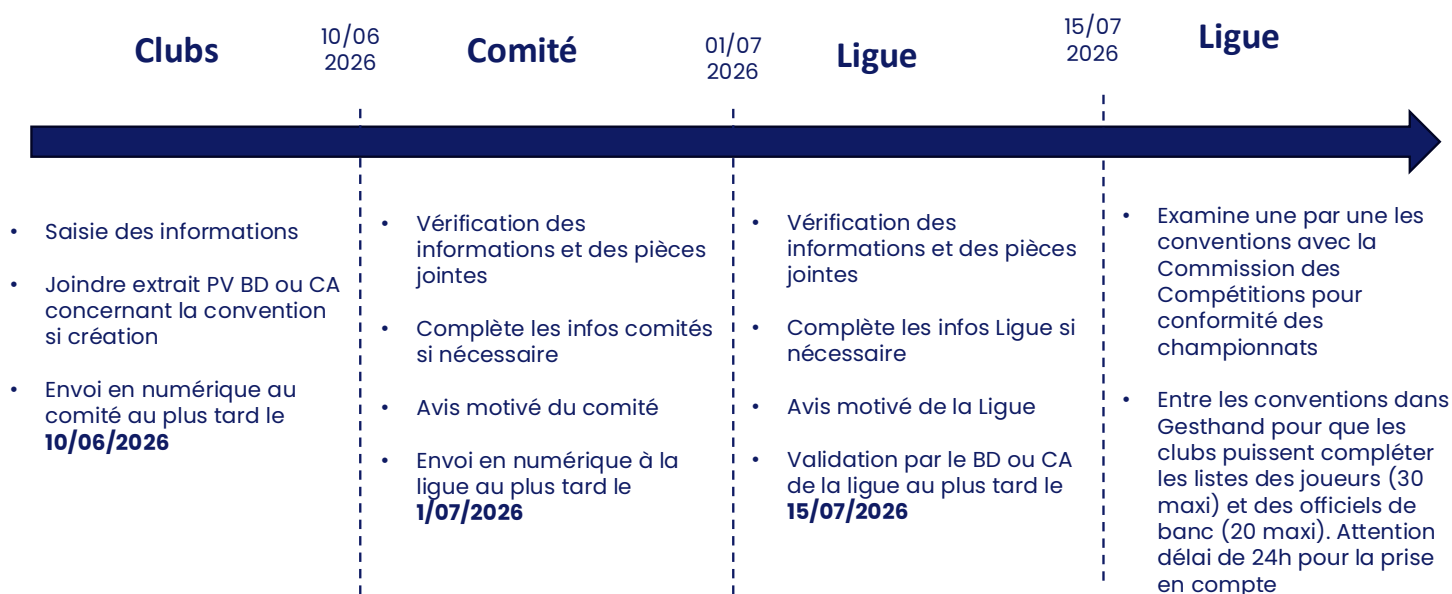 Clubs
10/06
2026
Comité
01/07
2026
Ligue
15/07
2026
Ligue
• Saisie des informations
• Joindre extrait PV BD ou CA
concernant la convention
si création
• Envoi en numérique au
comité au plus tard le
10/06/2026
• Vérification des
informations et des pièces
jointes
• Complète les infos comités
si nécessaire
• Avis motivé du comité
• Envoi en numérique à la
ligue au plus tard le
1/07/2026
• Vérification des
informations et des pièces
jointes
• Complète les infos Ligue si
nécessaire
• Avis motivé de la Ligue
• Validation par le BD ou CA
de la ligue au plus tard le
15/07/2026
• Examine une par une les
conventions avec la
Commission des
Compétitions pour
conformité des
championnats
• Entre les conventions dans
Gesthand pour que les
clubs puissent compléter
les listes des joueurs (30
maxi) et des officiels de
banc (20 maxi). Attention
délai de 24h pour la prise
en compte